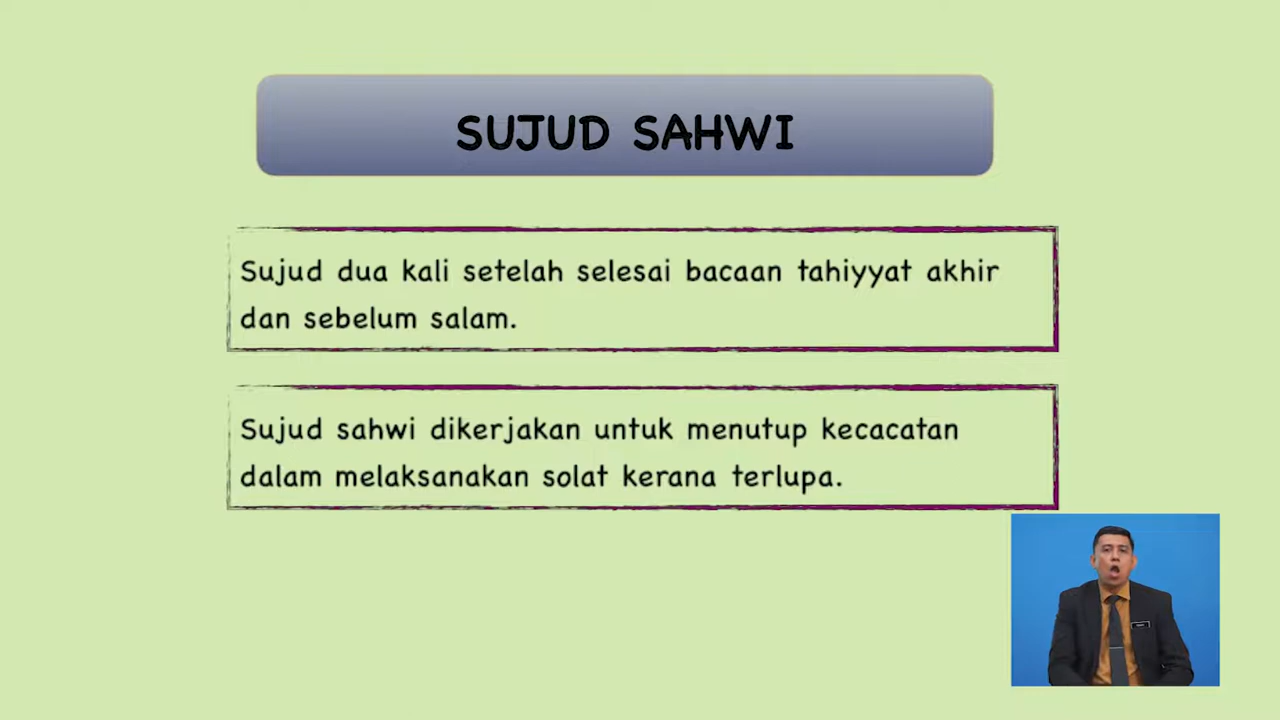 SUJUD SAHWI
Sujud dua kali setelah selesai bacaan tahiyyat akhir
dan sebelum salam.
Sujud sahwi dikerjakan untuk menutup kecacatan
dalam melaksanakan solat kerana terlupa.